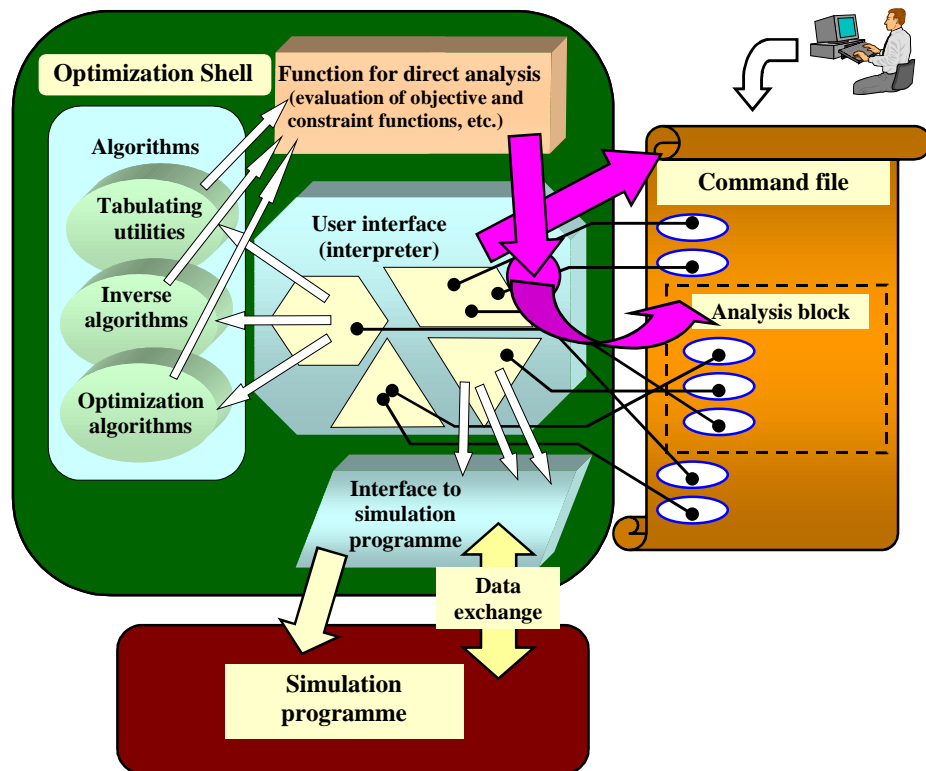 Optimization Shell
Function for direct analysis
(evaluation of objective and
constraint functions, etc.)
Algorithms
Tabulating
utilities
Inverse
algorithms
Optimization
algorithms
User interface
(interpreter)
Command file
Analysis block
Interface to
simulation
programme
Data
exchange
Simulation
programme